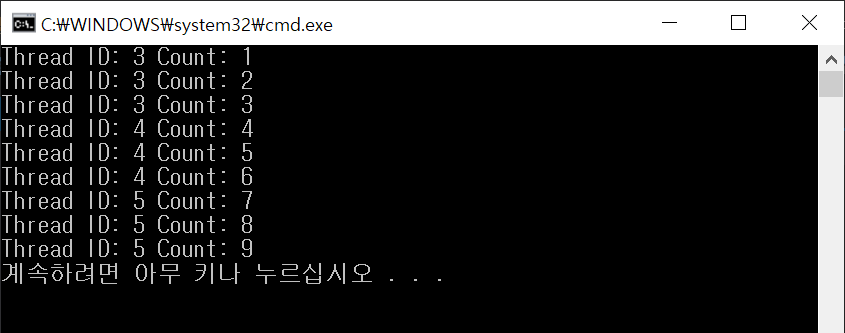 C:₩WINDOWS₩system32₩cmd.exe
Thread ID: 3 Count: 1
Thread ID: 3 Count: 2
Thread ID: 3 Count: 3
Thread ID: 4 Count: 4
Thread ID: 4 Count: 5
Thread ID: 4 Count: 6
Thread ID: 5 Count: 7
Thread ID: 5 Count: 8
Thread ID: 5 Count: 9
계속하려면 아무 키나 누르십시오 . . .